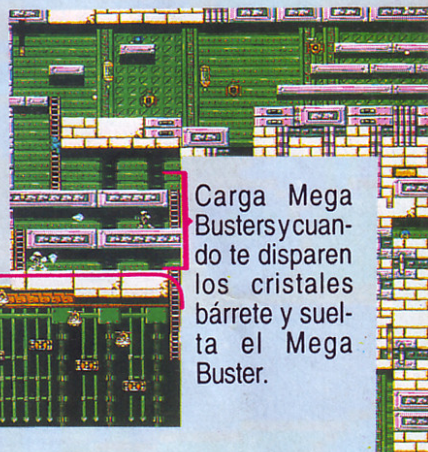 Carga Mega
Bustersycuan-
do te disparen
los cristales
bárrete y suel-
ta el Mega
Buster.